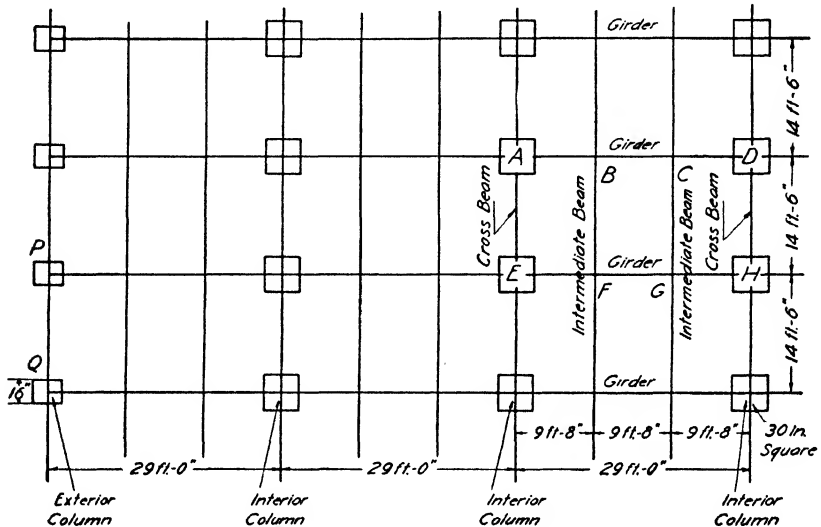 Girder
14 ft.-6"
Girder
A
D
B
C
Cross Beam
Intermediate Beam
Intermediate Beam
Cross Beam
14 ft.-6"
P
Girder
E
H
F
G
14 ft.-6"
Q
16"
Girder
9 ft.-8"
9 ft.-8"
9 ft.-8"
30 In.
Square
29 ft.-0"
29 ft.-0"
29 ft.-0"
Exterior
Column
Interior
Column
Interior
Column
Interior
Column